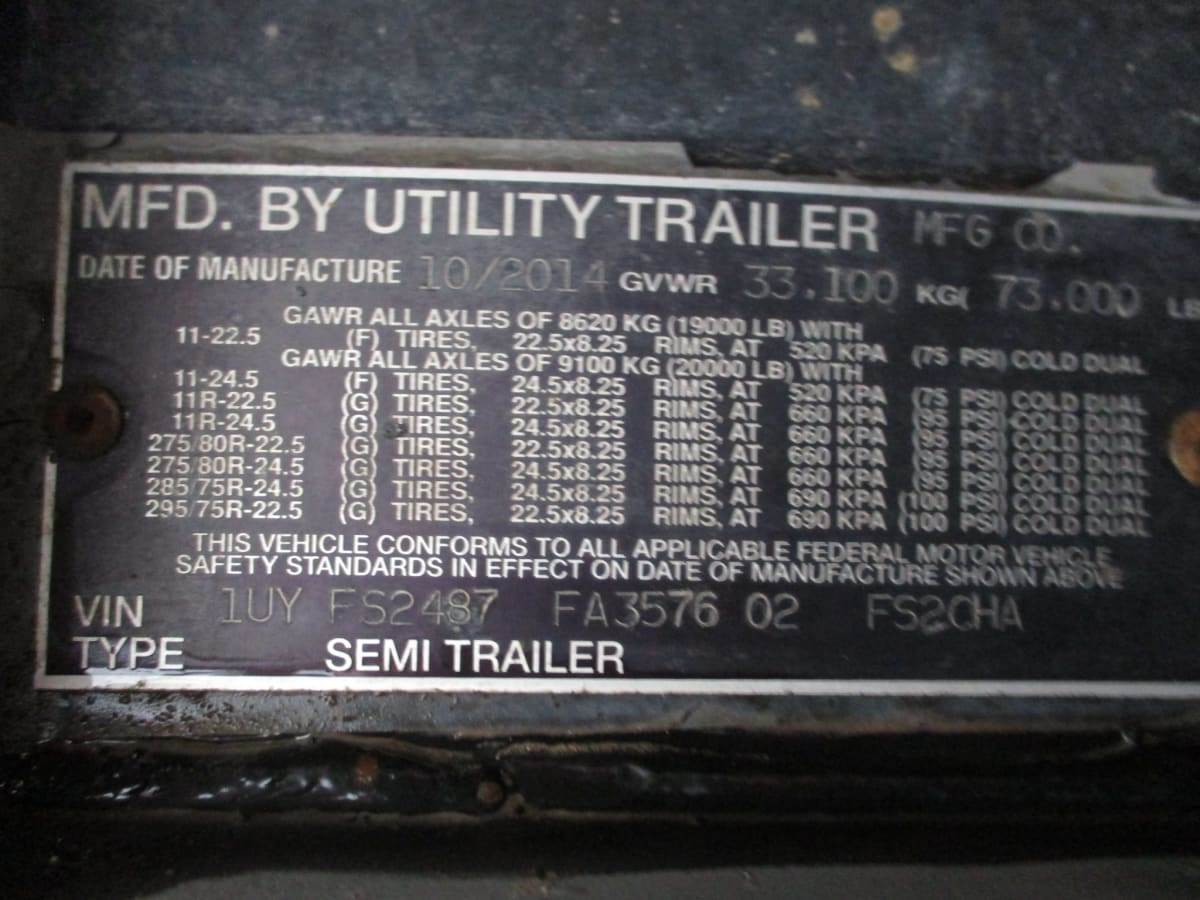 MFD. BY UTILITY TRAILER MFG CO.
DATE OF MANUFACTURE 10/2014 GVWR 33.100 KG( 73.000 LB
GAWR ALL AXLES OF 8620 KG (19000 LB) WITH
11-22.5 (F) TIRES, 22.5x8.25 RIMS, AT 520 KPA (75 PSI) COLD DUAL
GAWR ALL AXLES OF 9100 KG (20000 LB) WITH
11-24.5 (F) TIRES, 24.5x8.25 RIMS, AT 520 KPA (75 PSI) COLD DUAL
11R-22.5 (G) TIRES, 22.5x8.25 RIMS, AT 660 KPA (95 PSI) COLD DUAL
11R-24.5 (G) TIRES, 24.5x8.25 RIMS, AT 660 KPA (95 PSI) COLD DUAL
275/80R-22.5 (G) TIRES, 22.5x8.25 RIMS, AT 660 KPA (95 PSI) COLD DUAL
275/80R-24.5 (G) TIRES, 24.5x8.25 RIMS, AT 660 KPA (95 PSI) COLD DUAL
285/75R-24.5 (G) TIRES, 24.5x8.25 RIMS, AT 690 KPA (100 PSI) COLD DUAL
295/75R-22.5 (G) TIRES, 22.5x8.25 RIMS, AT 690 KPA (100 PSI) COLD DUAL
THIS VEHICLE CONFORMS TO ALL APPLICABLE FEDERAL MOTOR VEHICLE
SAFETY STANDARDS IN EFFECT ON DATE OF MANUFACTURE SHOWN ABOVE
VIN 1UY FS2487 FA3576 02 FS2CHA
TYPE SEMI TRAILER